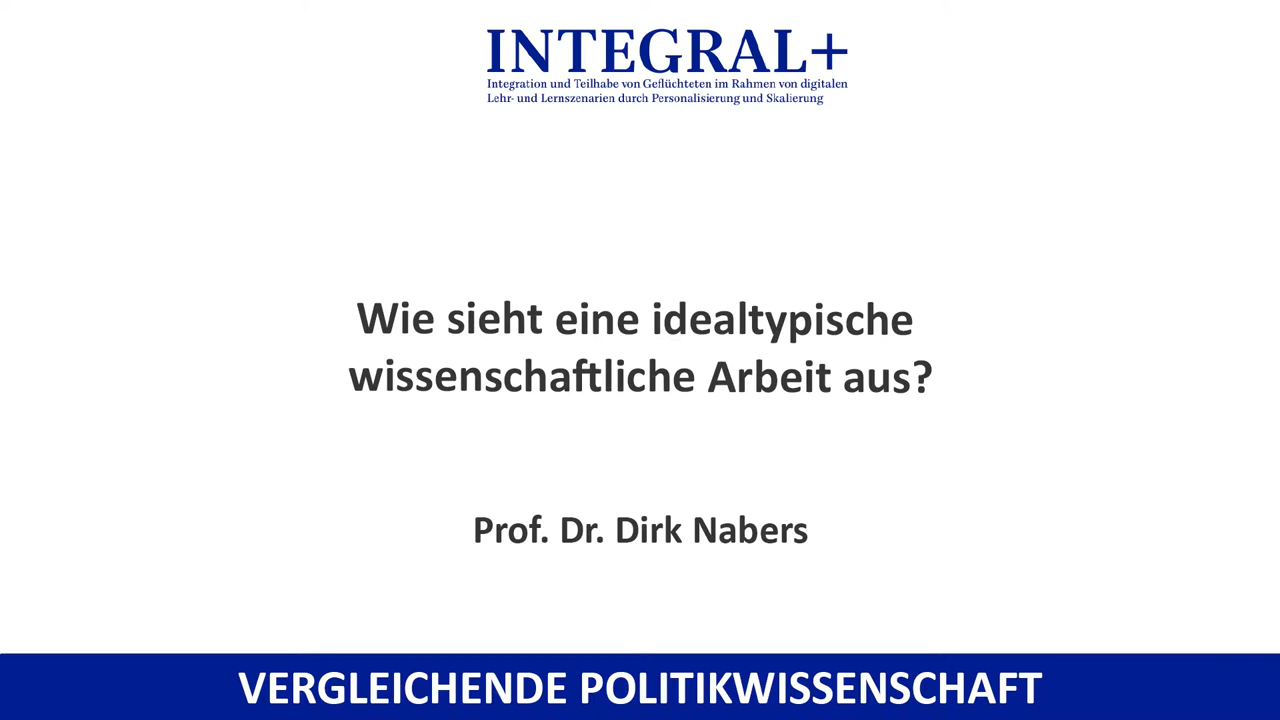 INTEGRAL+
Integration und Teilhabe von Geflüchteten im Rahmen von digitalen
Lehr- und Lernszenarien durch Personalisierung und Skalierung
Wie sieht eine idealtypische
wissenschaftliche Arbeit aus?
Prof. Dr. Dirk Nabers
VERGLEICHENDE POLITIKWISSENSCHAFT